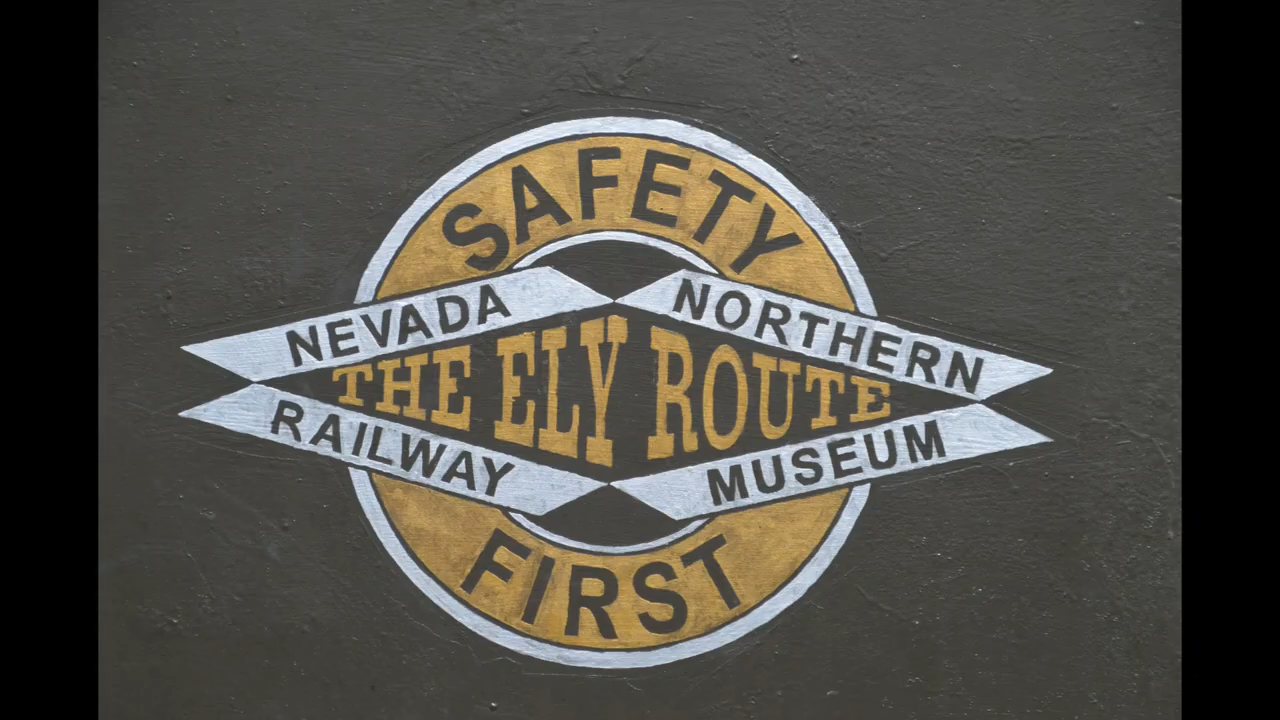 SAFETY
NEVADA NORTHERN
THE ELY ROUTE
RAILWAY MUSEUM
FIRST